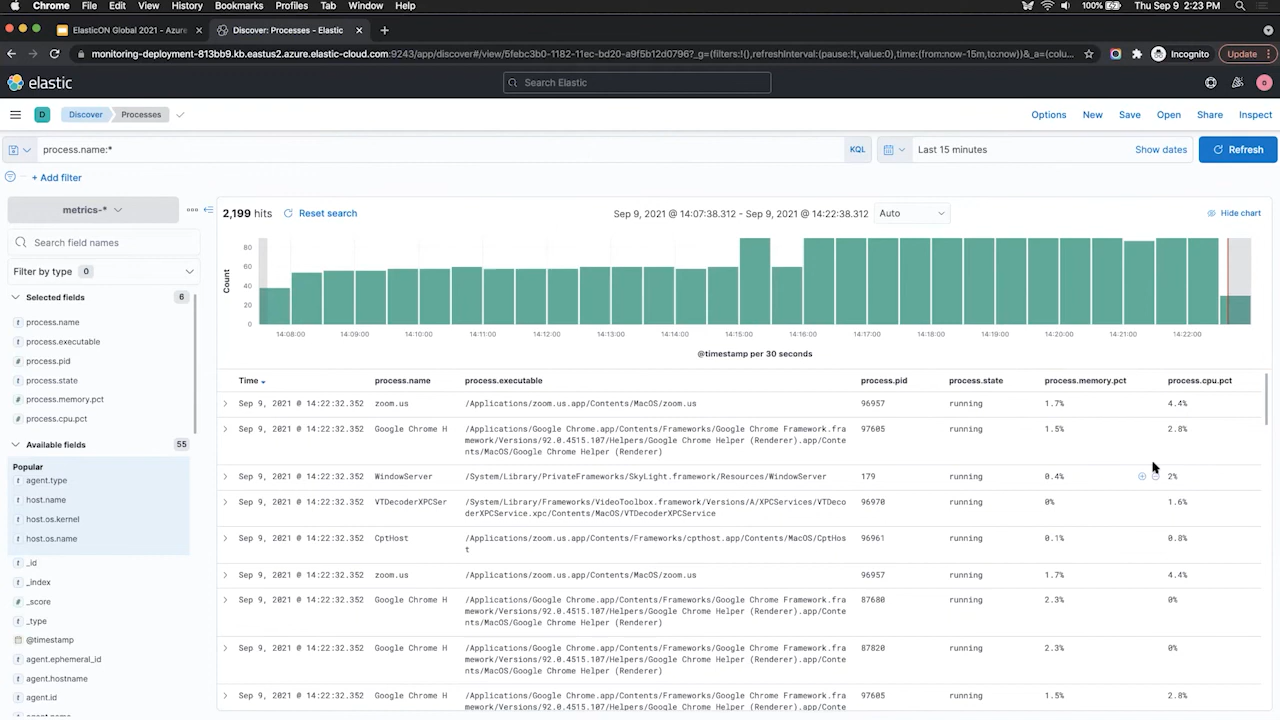 Chrome File Edit View History Bookmarks Profiles Tab Window Help 100% Thu Sep 9 2:23 PM
ElasticON Global 2021 - Azure Discover: Processes - Elastic
monitoring-deployment-813bb9.kb.eastus2.azure.elastic-cloud.com:9243/app/discover#/view/5febc3b0-1182-11ec-bd20-a9f5b12d0796?_g=(filters:!(),refreshInterval:(pause:!t,value:0),time:(from:now-15m,to:now))&_a=(colu... Incognito Update
elastic Search Elastic
D Discover Processes Options New Save Open Share Inspect
process.name:* KQL Last 15 minutes Show dates Refresh
+ Add filter
metrics-*
2,199 hits Reset search Sep 9, 2021 @ 14:07:38.312 - Sep 9, 2021 @ 14:22:38.312 Auto Hide chart
Search field names
Filter by type 0
Selected fields 6
process.name
process.executable
process.pid
process.state
process.memory.pct
process.cpu.pct
Available fields 55
Popular
agent.type
host.name
host.os.kernel
host.os.name
_id
_index
_score
_type
@timestamp
agent.ephemeral_id
agent.hostname
agent.id
agent.name
Count
80
60
40
20
0
14:08:00 14:09:00 14:10:00 14:11:00 14:12:00 14:13:00 14:14:00 14:15:00 14:16:00 14:17:00 14:18:00 14:19:00 14:20:00 14:21:00 14:22:00
@timestamp per 30 seconds
Time process.name process.executable process.pid process.state process.memory.pct process.cpu.pct
Sep 9, 2021 @ 14:22:32.352 zoom.us /Applications/zoom.us.app/Contents/MacOS/zoom.us 96957 running 1.7% 4.4%
Sep 9, 2021 @ 14:22:32.352 Google Chrome H /Applications/Google Chrome.app/Contents/Frameworks/Google Chrome Framework.fra 97605 running 1.5% 2.8%
mework/Versions/92.0.4515.107/Helpers/Google Chrome Helper (Renderer).app/Conte
nts/MacOS/Google Chrome Helper (Renderer)
Sep 9, 2021 @ 14:22:32.352 WindowServer /System/Library/PrivateFrameworks/SkyLight.framework/Resources/WindowServer 179 running 0.4% 2%
Sep 9, 2021 @ 14:22:32.352 VTDecoderXPCSer /System/Library/Frameworks/VideoToolbox.framework/Versions/A/XPCServices/VTDeco 96970 running 0% 1.6%
derXPCService.xpc/Contents/MacOS/VTDecoderXPCService
Sep 9, 2021 @ 14:22:32.352 CptHost /Applications/zoom.us.app/Contents/Frameworks/cpthost.app/Contents/MacOS/CptHos 96961 running 0.1% 0.8%
t
Sep 9, 2021 @ 14:22:32.352 zoom.us /Applications/zoom.us.app/Contents/MacOS/zoom.us 96957 running 1.7% 4.4%
Sep 9, 2021 @ 14:22:32.352 Google Chrome H /Applications/Google Chrome.app/Contents/Frameworks/Google Chrome Framework.fra 87680 running 2.3% 0%
mework/Versions/92.0.4515.107/Helpers/Google Chrome Helper (Renderer).app/Conte
nts/MacOS/Google Chrome Helper (Renderer)
Sep 9, 2021 @ 14:22:32.352 Google Chrome H /Applications/Google Chrome.app/Contents/Frameworks/Google Chrome Framework.fra 87820 running 2.3% 0%
mework/Versions/92.0.4515.107/Helpers/Google Chrome Helper (Renderer).app/Conte
nts/MacOS/Google Chrome Helper (Renderer)
Sep 9, 2021 @ 14:22:32.352 Google Chrome H /Applications/Google Chrome.app/Contents/Frameworks/Google Chrome Framework.fra 97605 running 1.5% 2.8%
mework/Versions/92.0.4515.107/Helpers/Google Chrome Helper (Renderer).app/Conte